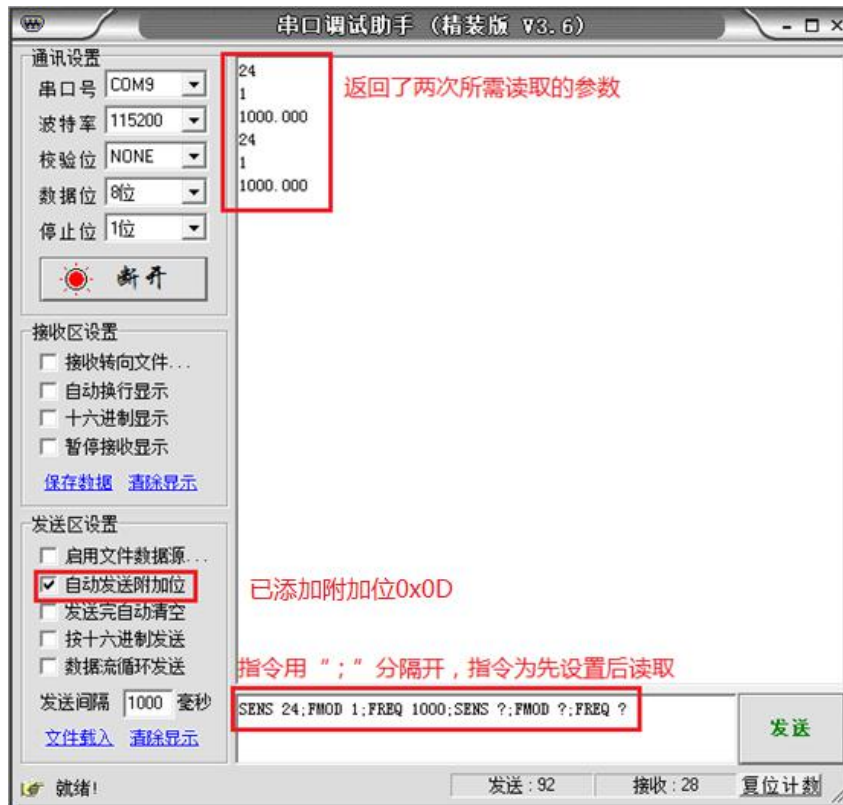 串口调试助手 (精装版 V3.6)
通讯设置
串口号 COM9
波特率 115200
校验位 NONE
数据位 8位
停止位 1位
断开
接收区设置
接收转向文件...
自动换行显示
十六进制显示
暂停接收显示
保存数据 清除显示
发送区设置
启用文件数据源...
自动发送附加位
发送完自动清空
按十六进制发送
数据流循环发送
发送间隔 1000 毫秒
文件载入 清除显示
24
1
1000.000
24
1
1000.000
返回了两次所需读取的参数
已添加附加位0x0D
指令用“;”分隔开，指令为先设置后读取
SENS 24;FMOD 1;FREQ 1000;SENS ?;FMOD ?;FREQ ?
发送
就绪!
发送:92
接收:28
复位计数